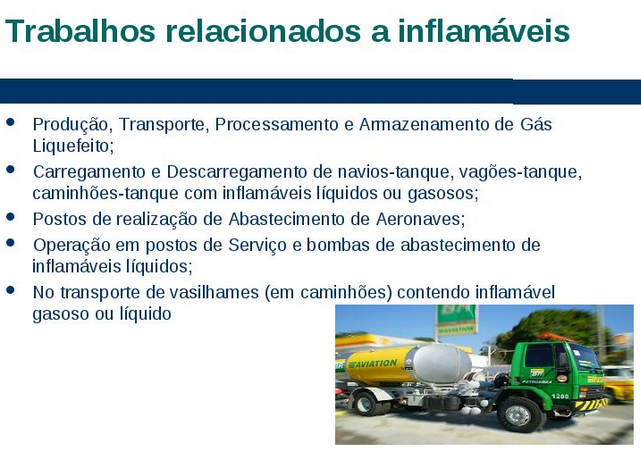 Trabalhos relacionados a inflamáveis
Produção, Transporte, Processamento e Armazenamento de Gás
Liquefeito;
Carregamento e Descarregamento de navios-tanque, vagões-tanque,
caminhões-tanque com inflamáveis líquidos ou gasosos;
Postos de realização de Abastecimento de Aeronaves;
Operação em postos de Serviço e bombas de abastecimento de
inflamáveis líquidos;
No transporte de vasilhames (em caminhões) contendo inflamável
gasoso ou líquido
AVIATION
AVIATION
PETROBRAS
1200